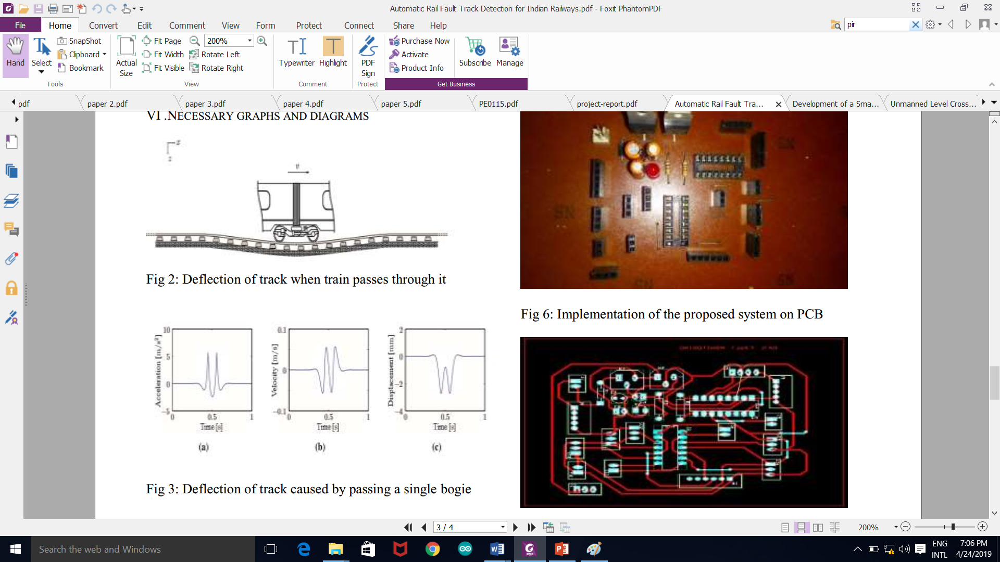 Automatic Rail Fault Track Detection for Indian Railways.pdf - Foxit PhantomPDF
File
Home
Convert
Edit
Comment
View
Form
Protect
Connect
Share
Help
pir
Hand
Select
SnapShot
Clipboard
Bookmark
Tools
Actual
Size
Fit Page
Fit Width
Fit Visible
200%
Rotate Left
Rotate Right
View
Typewriter
Highlight
Comment
PDF
Sign
Protect
Purchase Now
Activate
Product Info
Subscribe
Manage
Get Business
pdf
paper 2.pdf
paper 3.pdf
paper 4.pdf
paper 5.pdf
PE0115.pdf
project-report.pdf
Automatic Rail Fault Tra...
Development of a Sma...
Unmanned Level Cross...
VI .NECESSARY GRAPHS AND DIAGRAMS
x
z
v
Fig 2: Deflection of track when train passes through it
Acceleration [m/s²]
10
5
0
-5
0
0.5
1
Time [s]
(a)
Velocity [m/s]
0.1
0
-0.1
0
0.5
1
Time [s]
(b)
Displacement [mm]
2
0
-2
-4
0
0.5
1
Time [s]
(c)
Fig 3: Deflection of track caused by passing a single bogie
SN
SN
SN
SN
Fig 6: Implementation of the proposed system on PCB
3 / 4
200%
Search the web and Windows
PDF
ENG
INTL
7:06 PM
4/24/2019